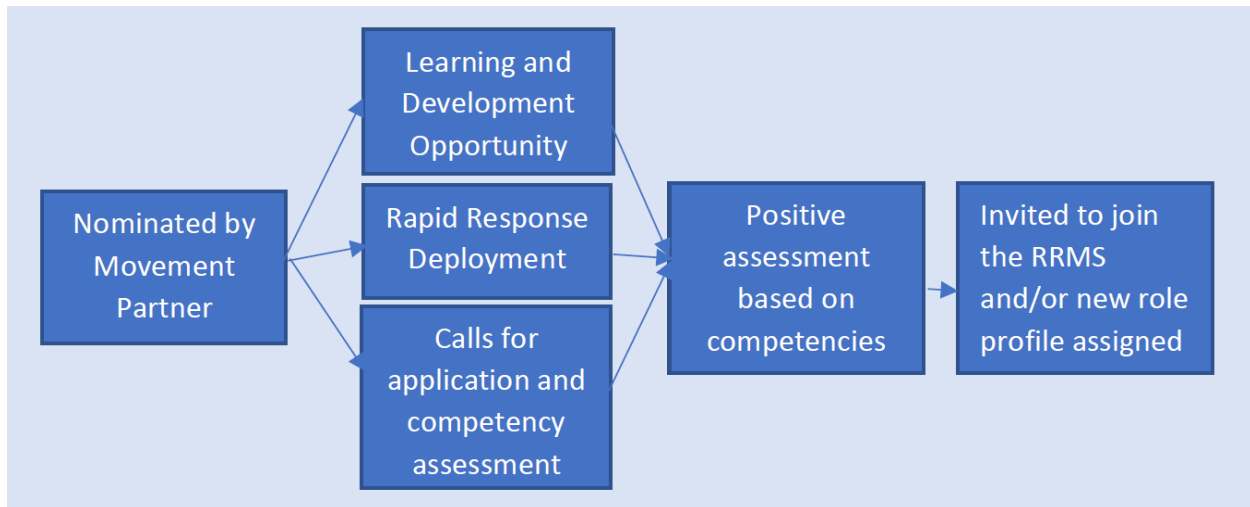 Nominated by
Movement
Partner
Learning and
Development
Opportunity
Rapid Response
Deployment
Calls for
application and
competency
assessment
Positive
assessment
based on
competencies
Invited to join
the RRMS
and/or new role
profile assigned